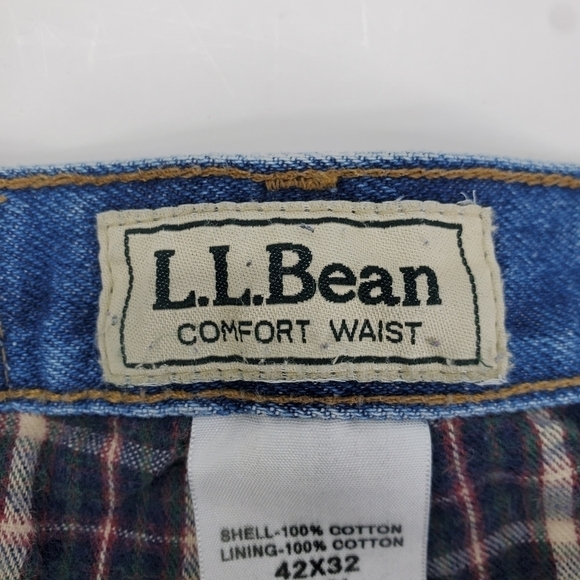 L.L.Bean
COMFORT WAIST
SHELL-100% COTTON
LINING-100% COTTON
42X32